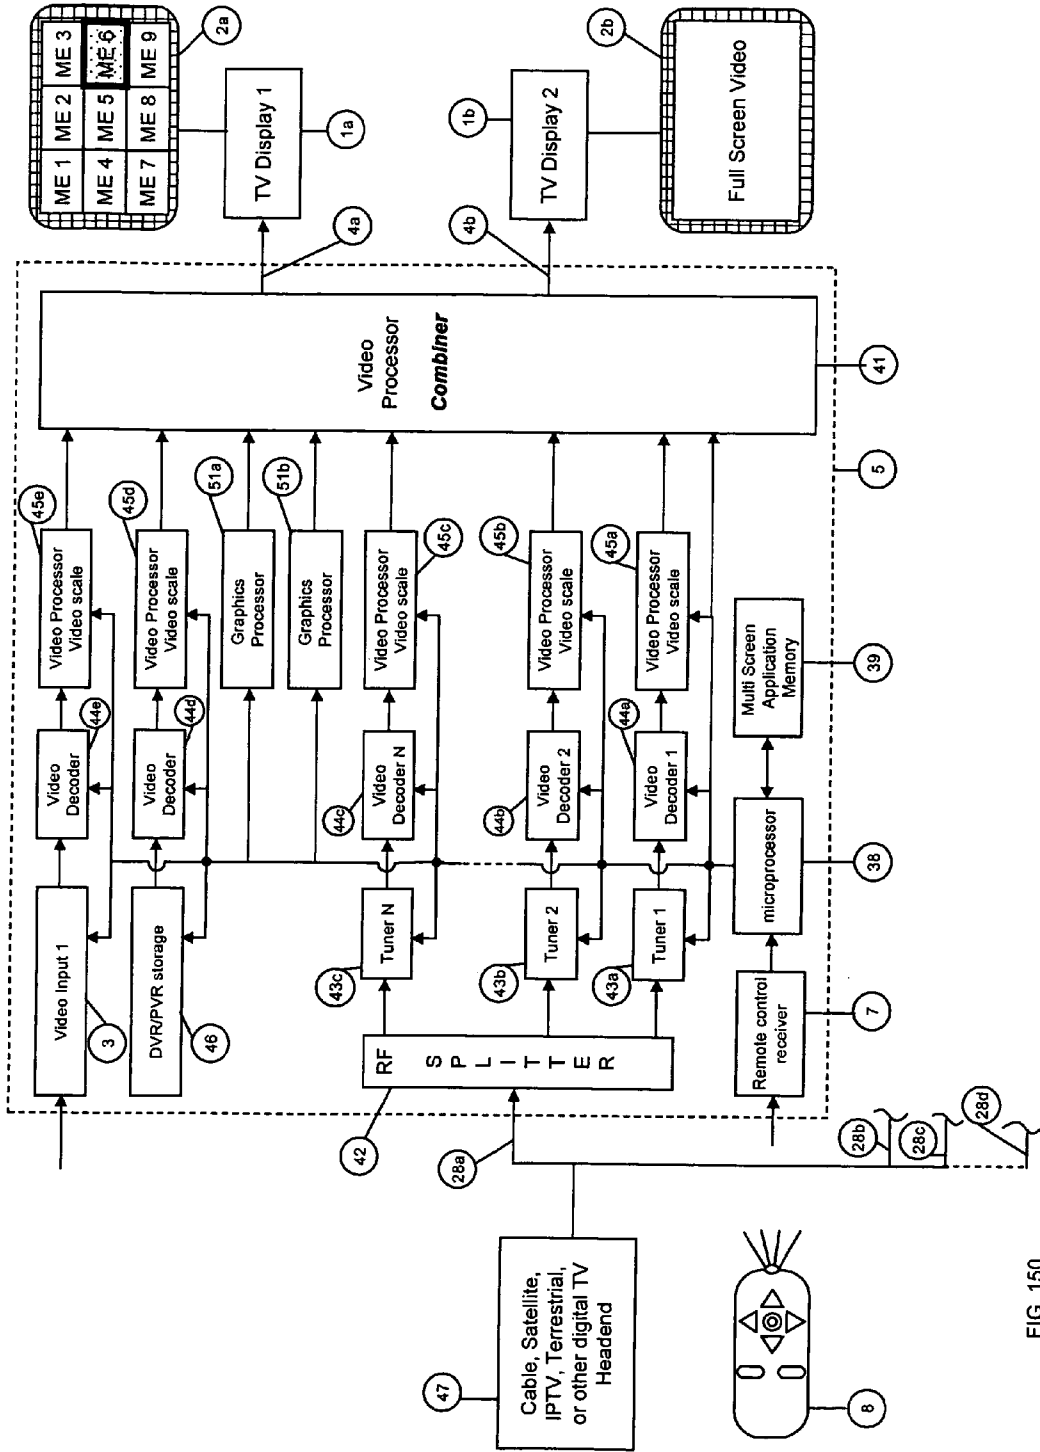 3
Video Input 1
44e
Video
Decoder
45e
Video Processor
Video scale
ME 1
ME 2
ME 3
ME 4
ME 5
ME 6
ME 7
ME 8
ME 9
2a
46
DVR/PVR storage
44d
Video
Decoder
45d
Video Processor
Video scale
51a
Graphics
Processor
51b
Graphics
Processor
4a
TV Display 1
1a
42
RF
SPLITTER
43c
Tuner N
44c
Video
Decoder N
45c
Video Processor
Video scale
Video
Processor
Combiner
47
Cable, Satellite,
IPTV, Terrestrial,
or other digital TV
Headend
28a
43b
Tuner 2
44b
Video
Decoder 2
45b
Video Processor
Video scale
4b
TV Display 2
1b
43a
Tuner 1
44a
Video
Decoder 1
45a
Video Processor
Video scale
2b
Full Screen Video
Remote control
receiver
7
microprocessor
38
Multi Screen
Application
Memory
39
5
41
8
28b
28c
28d
FIG. 150